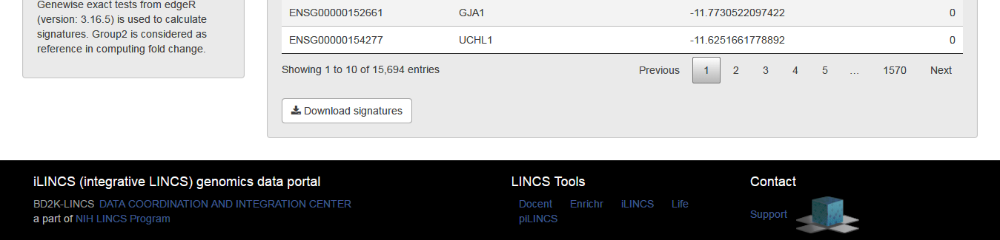 Genewise exact tests from edgeR
(version: 3.16.5) is used to calculate
signatures. Group2 is considered as
reference in computing fold change.
ENSG00000152661 GJA1 -11.7730522097422 0
ENSG00000154277 UCHL1 -11.6251661778892 0
Showing 1 to 10 of 15,694 entries
Previous 1 2 3 4 5 … 1570 Next
Download signatures
iLINCS (integrative LINCS) genomics data portal
BD2K-LINCS DATA COORDINATION AND INTEGRATION CENTER
a part of NIH LINCS Program
LINCS Tools
Docent Enrichr iLINCS Life
piLINCS
Contact
Support